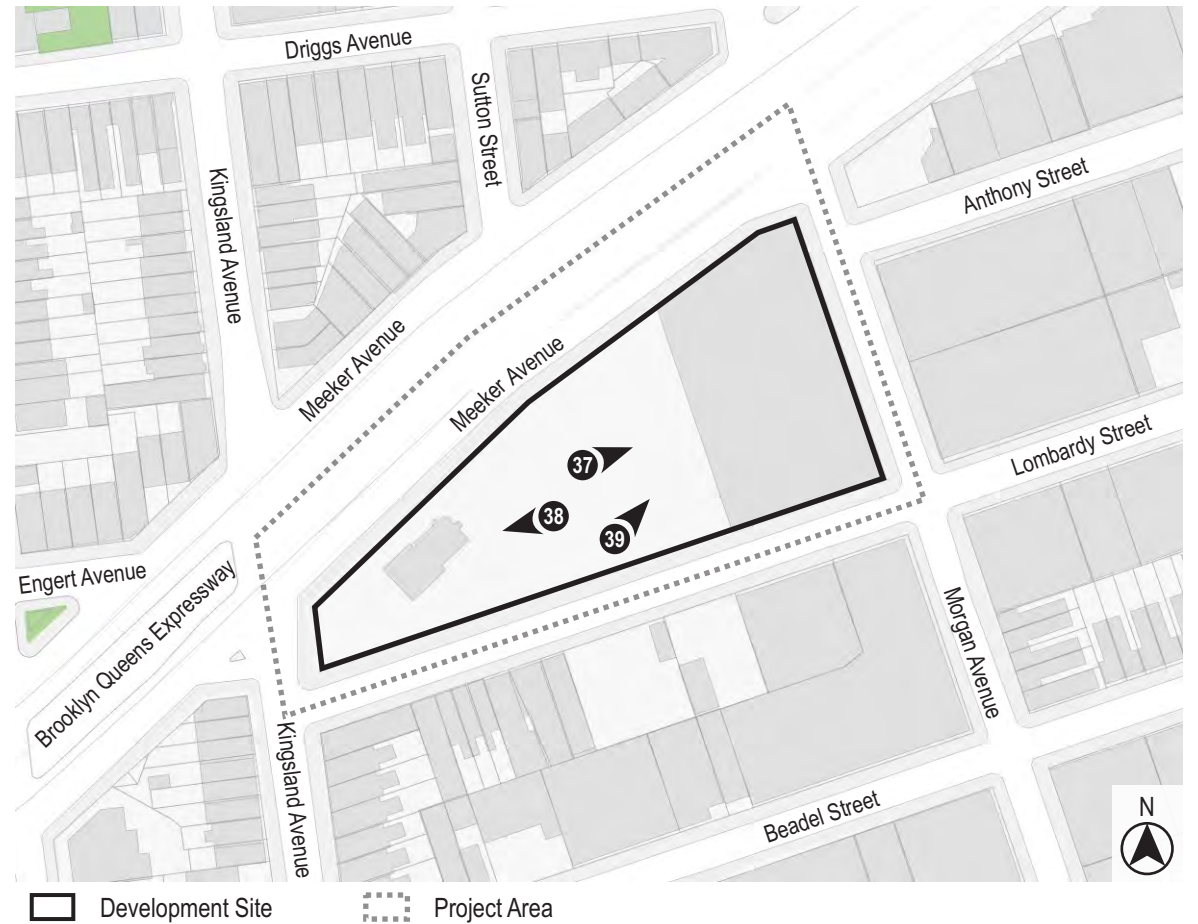 Driggs Avenue
Sutton Street
Kingsland Avenue
Anthony Street
Meeker Avenue
Meeker Avenue
Lombardy Street
37
38
39
Engert Avenue
Brooklyn Queens Expressway
Morgan Avenue
Kingsland Avenue
Beadel Street
N
Development Site
Project Area